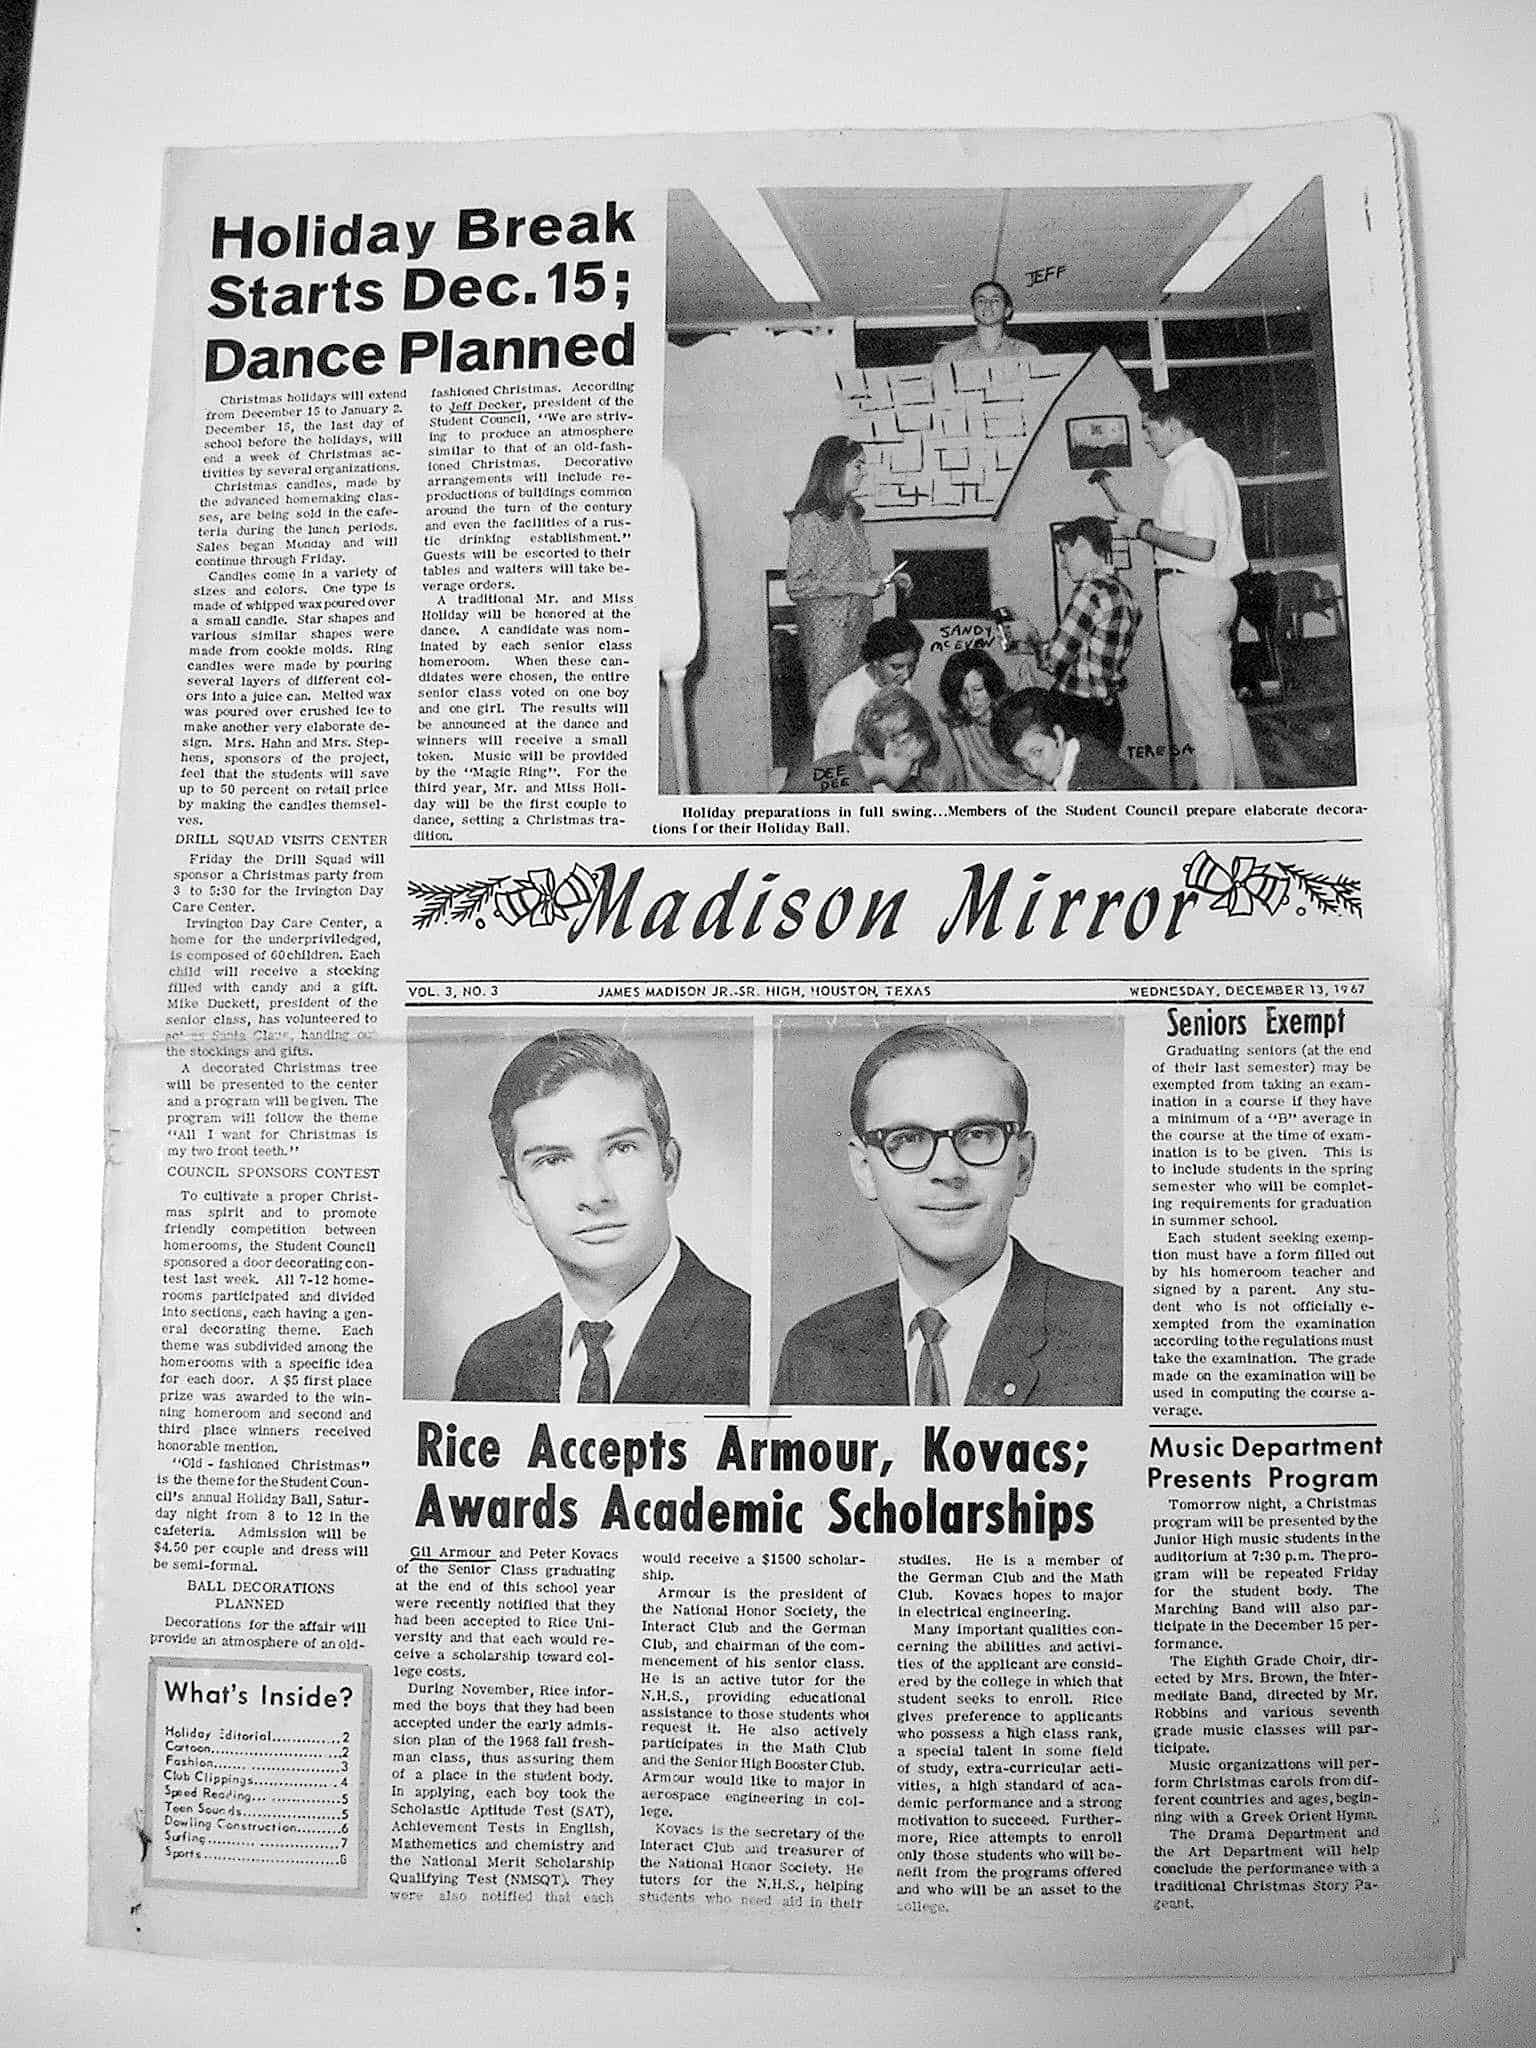 Holiday Break
Starts Dec. 15;
Dance Planned
Christmas holidays will extend
from December 15 to January 2.
December 15, the last day of
school before the holidays, will
end a week of Christmas ac-
tivities by several organizations.
Christmas candles, made by
the advanced homemaking clas-
ses, are being sold in the cafe-
teria during the lunch periods.
Sales began Monday and will
continue through Friday.
Candles come in a variety of
sizes and colors. One type is
made of whipped wax poured over
a small candle. Star shapes and
various similar shapes were
made from cookie molds. Ring
candles were made by pouring
several layers of different col-
ors into a juice can. Melted wax
was poured over crushed ice to
make another very elaborate de-
sign. Mrs. Hahn and Mrs. Step-
hens, sponsors of the project,
feel that the students will save
up to 50 percent on retail price
by making the candles themsel-
ves.
DRILL SQUAD VISITS CENTER
Friday the Drill Squad will
sponsor a Christmas party from
3 to 5:30 for the Irvington Day
Care Center.
Irvington Day Care Center, a
home for the underpriviledged,
is composed of 60 children. Each
child will receive a stocking
filled with candy and a gift.
Mike Duckett, president of the
senior class, has volunteered to
act as Santa Claus, handing out
the stockings and gifts.
A decorated Christmas tree
will be presented to the center
and a program will be given. The
program will follow the theme
"All I want for Christmas is
my two front teeth."
COUNCIL SPONSORS CONTEST
To cultivate a proper Christ-
mas spirit and to promote
friendly competition between
homerooms, the Student Council
sponsored a door decorating con-
test last week. All 7-12 home-
rooms participated and divided
into sections, each having a gen-
eral decorating theme. Each
theme was subdivided among the
homerooms with a specific idea
for each door. A $5 first place
prize was awarded to the win-
ning homeroom and second and
third place winners received
honorable mention.
"Old - fashioned Christmas"
is the theme for the Student Coun-
cil's annual Holiday Ball, Satur-
day night from 8 to 12 in the
cafeteria. Admission will be
$4.50 per couple and dress will
be semi-formal.
BALL DECORATIONS
PLANNED
Decorations for the affair will
provide an atmosphere of an old-
fashioned Christmas. According
to Jeff Decker, president of the
Student Council, "We are striv-
ing to produce an atmosphere
similar to that of an old-fash-
ioned Christmas. Decorative
arrangements will include re-
productions of buildings common
around the turn of the century
and even the facilities of a rus-
tic drinking establishment."
Guests will be escorted to their
tables and waiters will take be-
verage orders.
A traditional Mr. and Miss
Holiday will be honored at the
dance. A candidate was nom-
inated by each senior class
homeroom. When these can-
didates were chosen, the entire
senior class voted on one boy
and one girl. The results will
be announced at the dance and
winners will receive a small
token. Music will be provided
by the "Magic Ring". For the
third year, Mr. and Miss Holi-
day will be the first couple to
dance, setting a Christmas tra-
dition.
JEFF
SANDY
McEVEN
DEE
DEE
TERESA
Holiday preparations in full swing...Members of the Student Council prepare elaberate decora-
tions for their Holiday Ball.
Madison Mirror
VOL. 3, NO. 3 JAMES MADISON JR.-SR. HIGH, HOUSTON, TEXAS WEDNESDAY, DECEMBER 13, 1967
Rice Accepts Armour, Kovacs;
Awards Academic Scholarships
Gil Armour and Peter Kovacs
of the Senior Class graduating
at the end of this school year
were recently notified that they
had been accepted to Rice Uni-
versity and that each would re-
ceive a scholarship toward col-
lege costs.
During November, Rice infor-
med the boys that they had been
accepted under the early admis-
sion plan of the 1968 fall fresh-
man class, thus assuring them
of a place in the student body.
In applying, each boy took the
Scholastic Aptitude Test (SAT),
Achievement Tests in English,
Mathemetics and chemistry and
the National Merit Scholarship
Qualifying Test (NMSQT). They
were also notified that each
would receive a $1500 scholar-
ship.
Armour is the president of
the National Honor Society, the
Interact Club and the German
Club, and chairman of the com-
mencement of his senior class.
He is an active tutor for the
N.H.S., providing educational
assistance to those students who
request it. He also actively
participates in the Math Club
and the Senior High Booster Club.
Armour would like to major in
aerospace engineering in col-
lege.
Kovacs is the secretary of the
Interact Club and treasurer of
the National Honor Society. He
tutors for the N.H.S., helping
students who need aid in their
studies. He is a member of
the German Club and the Math
Club. Kovacs hopes to major
in electrical engineering.
Many important qualities con-
cerning the abilities and activi-
ties of the applicant are consid-
ered by the college in which that
student seeks to enroll. Rice
gives preference to applicants
who possess a high class rank,
a special talent in some field
of study, extra-curricular acti-
vities, a high standard of aca-
demic performance and a strong
motivation to succeed. Further-
more, Rice attempts to enroll
only those students who will be-
nefit from the programs offered
and who will be an asset to the
college.
Seniors Exempt
Graduating seniors (at the end
of their last semester) may be
exempted from taking an exam-
ination in a course if they have
a minimum of a "B" average in
the course at the time of exam-
ination is to be given. This is
to include students in the spring
semester who will be complet-
ing requirements for graduation
in summer school.
Each student seeking exemp-
tion must have a form filled out
by his homeroom teacher and
signed by a parent. Any stu-
dent who is not officially e-
xempted from the examination
according to the regulations must
take the examination. The grade
made on the examination will be
used in computing the course a-
verage.
Music Department
Presents Program
Tomorrow night, a Christmas
program will be presented by the
Junior High music students in the
auditorium at 7:30 p.m. The pro-
gram will be repeated Friday
for the student body. The
Marching Band will also par-
ticipate in the December 15 per-
formance.
The Eighth Grade Choir, dir-
ected by Mrs. Brown, the Inter-
mediate Band, directed by Mr.
Robbins and various seventh
grade music classes will par-
ticipate.
Music organizations will per-
form Christmas carols from dif-
ferent countries and ages, begin-
ning with a Greek Orient Hymn.
The Drama Department and
the Art Department will help
conclude the performance with a
traditional Christmas Story Pa-
geant.
What's Inside?
Holiday Editorial..............2
Cartoon......................2
Fashion......................3
Club Clippings................4
Speed Reading................5
Teen Sounds..................5
Dowling Construction.........6
Surfing......................7
Sports.......................8